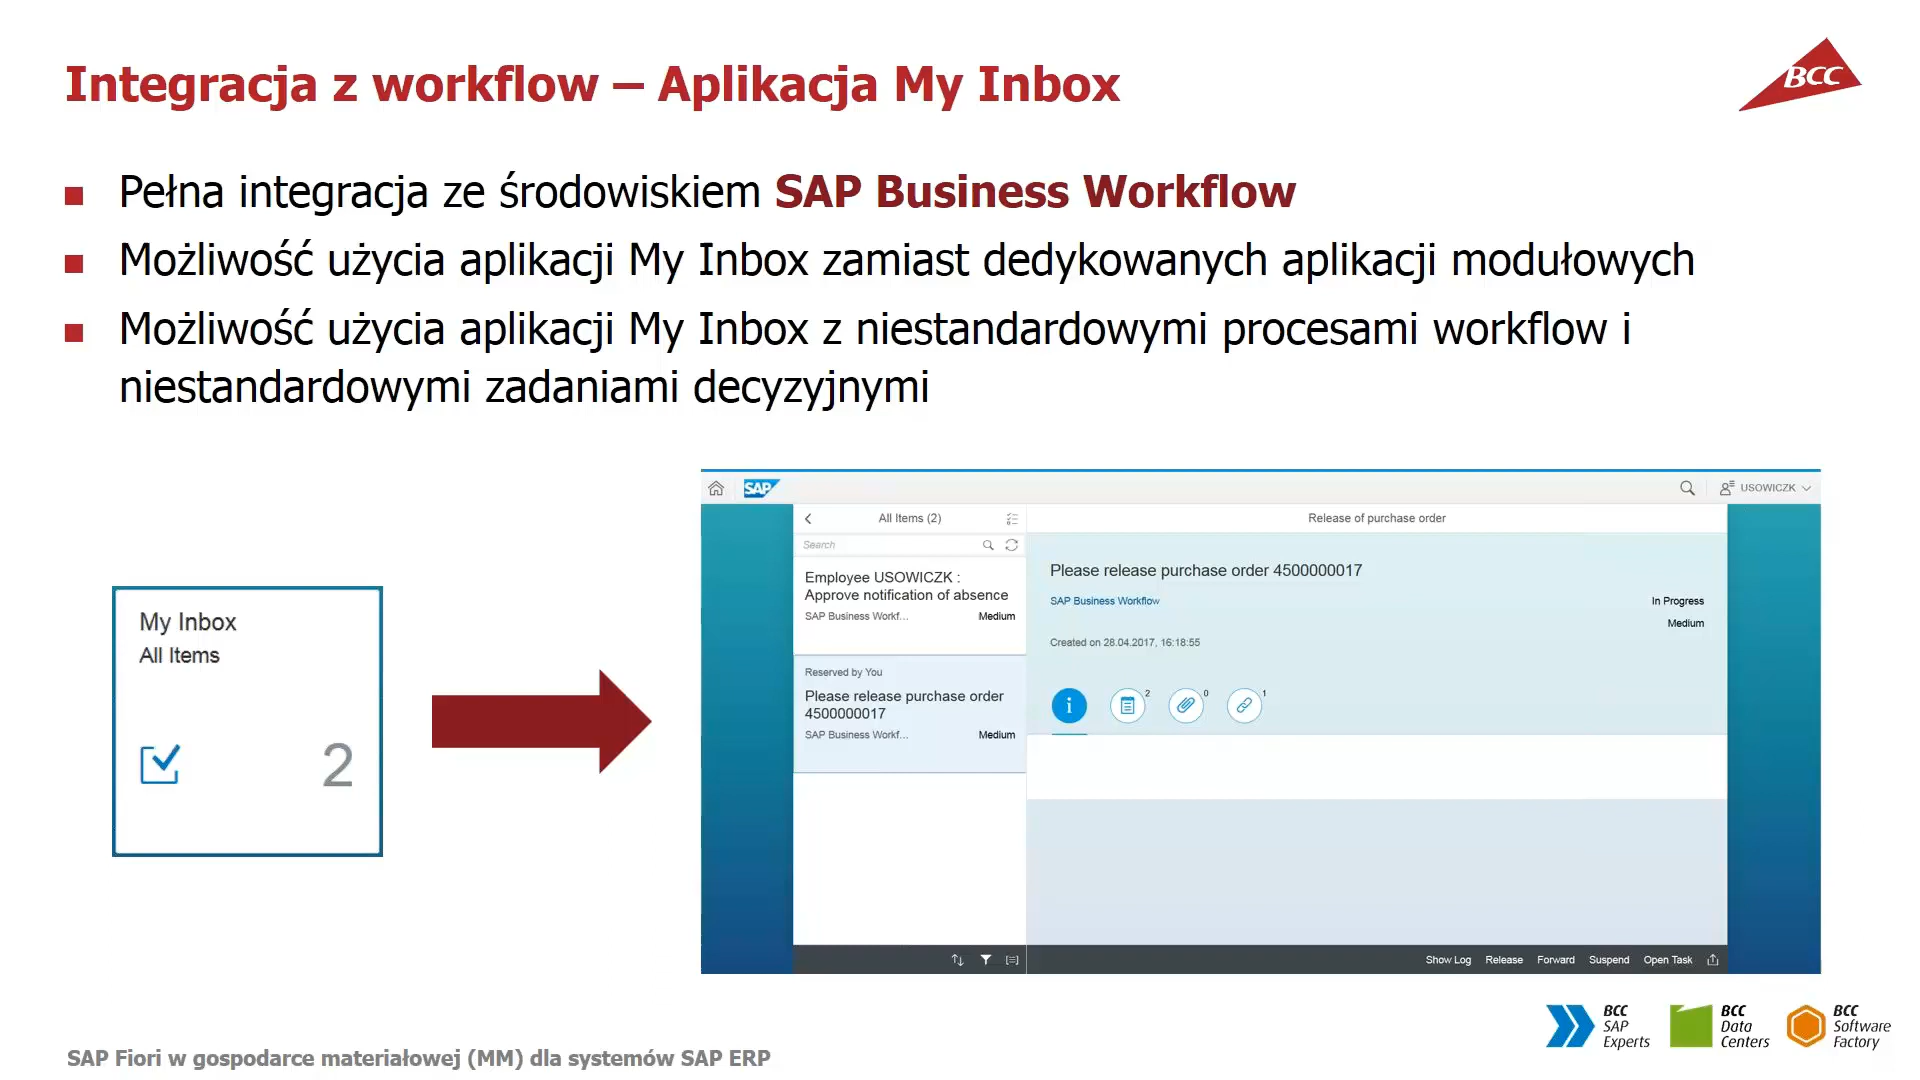 Integracja z workflow – Aplikacja My Inbox
BCC
Pełna integracja ze środowiskiem SAP Business Workflow
Możliwość użycia aplikacji My Inbox zamiast dedykowanych aplikacji modułowych
Możliwość użycia aplikacji My Inbox z niestandardowymi procesami workflow i
niestandardowymi zadaniami decyzyjnymi
My Inbox
All Items
2
SAP
USOWICZK
All Items (2)
Search
Employee USOWICZK :
Approve notification of absence
SAP Business Workf...
Medium
Reserved by You
Please release purchase order
4500000017
SAP Business Workf...
Medium
Release of purchase order
Please release purchase order 4500000017
SAP Business Workflow
In Progress
Medium
Created on 28.04.2017, 16:18:55
2
0
1
Show Log
Release
Forward
Suspend
Open Task
BCC
SAP
Experts
BCC
Data
Centers
BCC
Software
Factory
SAP Fiori w gospodarce materiałowej (MM) dla systemów SAP ERP